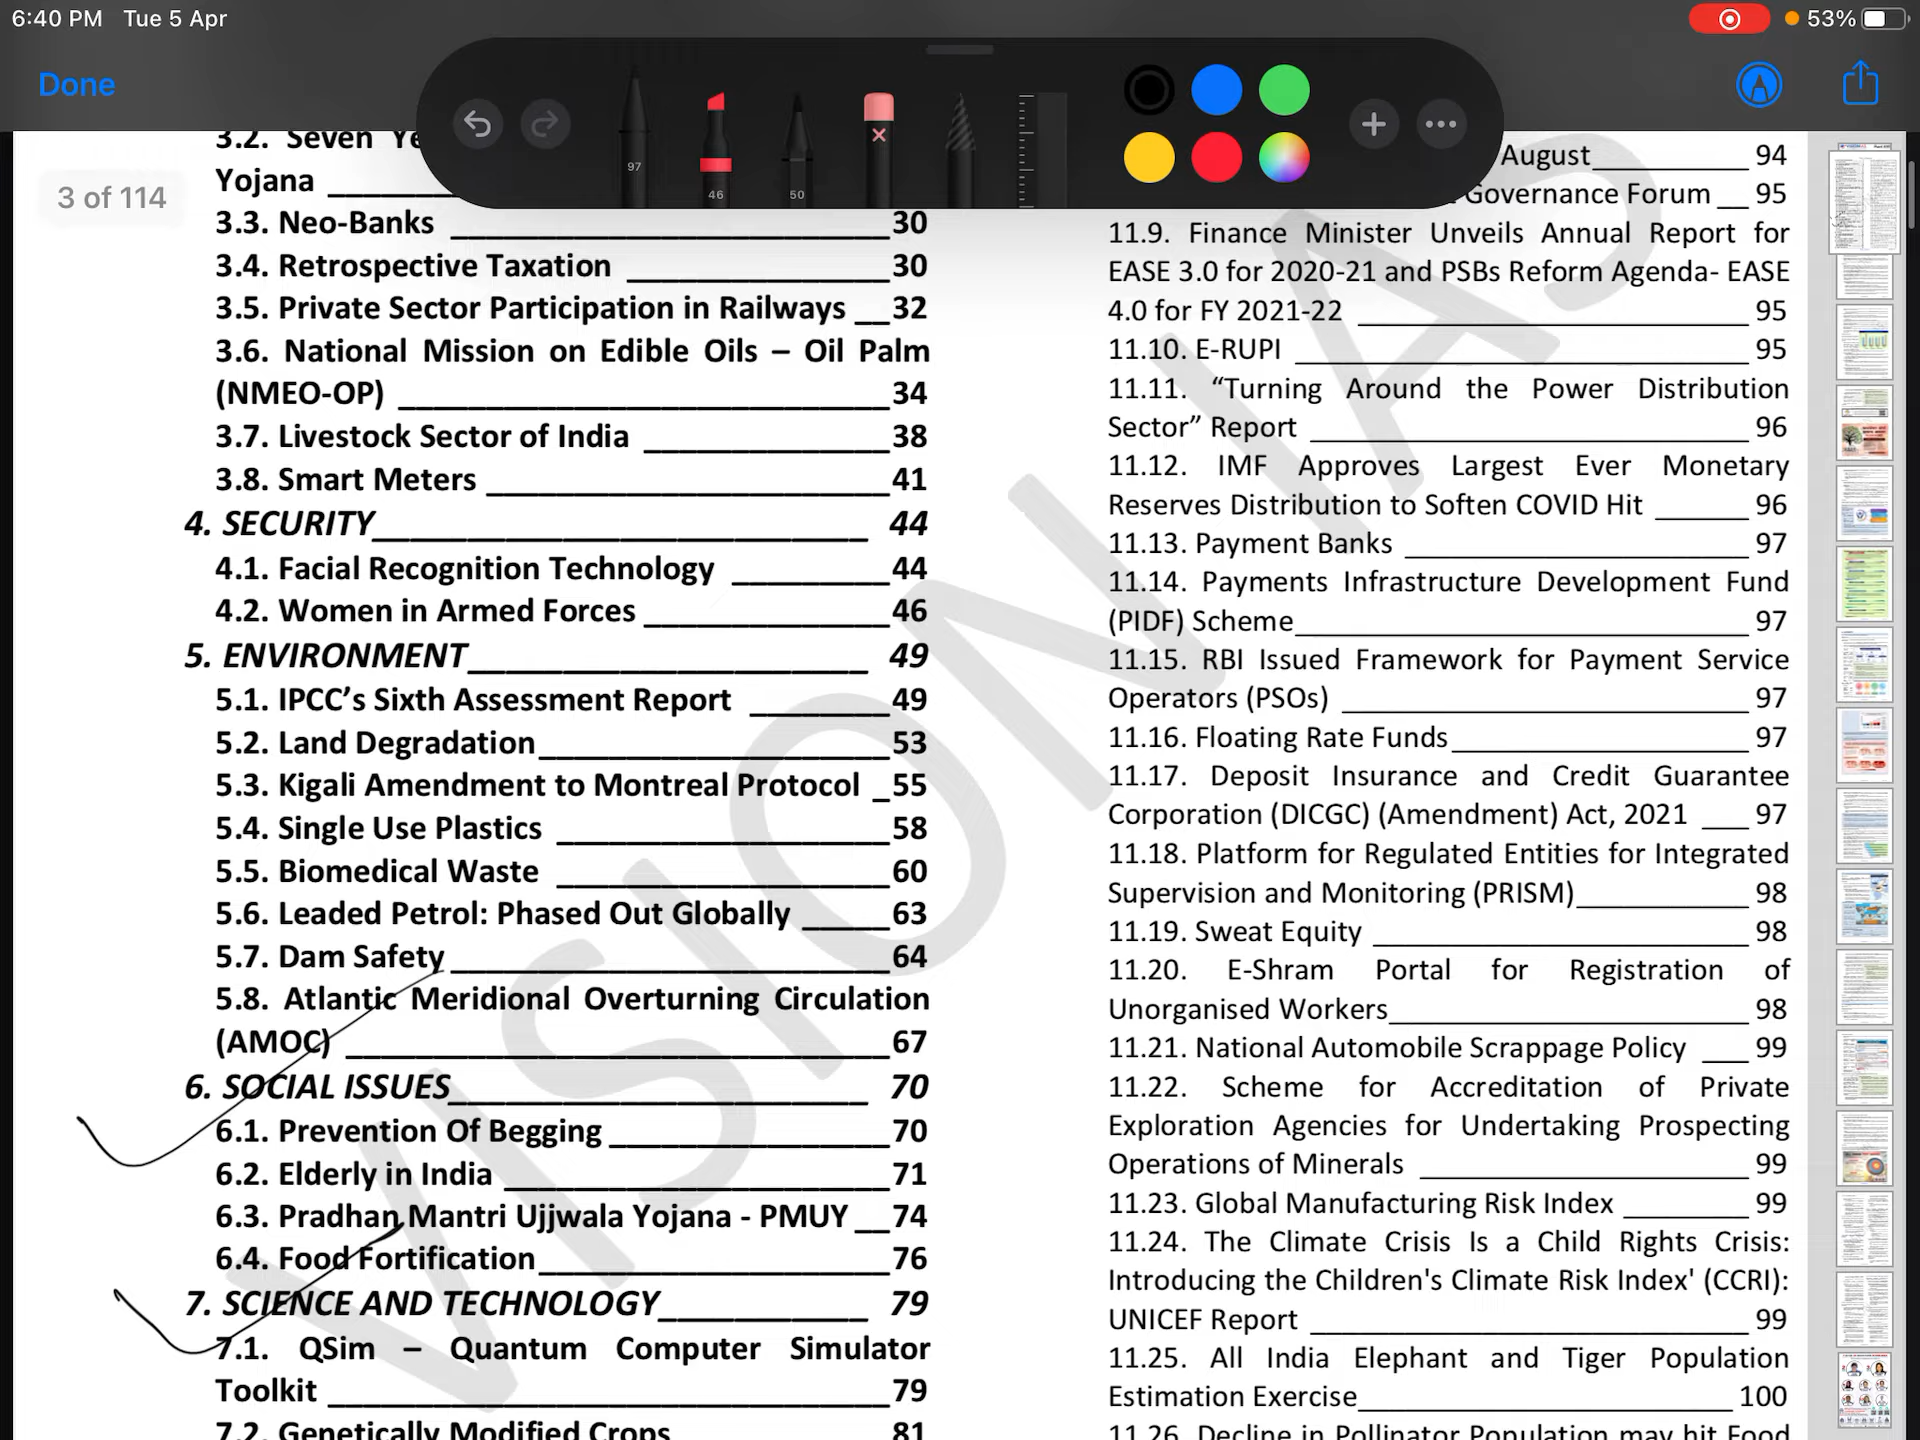 6:40 PM Tue 5 Apr
53%
Done
97
46
50
3 of 114
3.2. Seven Ye
Yojana
3.3. Neo-Banks 30
3.4. Retrospective Taxation 30
3.5. Private Sector Participation in Railways 32
3.6. National Mission on Edible Oils – Oil Palm
(NMEO-OP) 34
3.7. Livestock Sector of India 38
3.8. Smart Meters 41
4. SECURITY 44
4.1. Facial Recognition Technology 44
4.2. Women in Armed Forces 46
5. ENVIRONMENT 49
5.1. IPCC’s Sixth Assessment Report 49
5.2. Land Degradation 53
5.3. Kigali Amendment to Montreal Protocol 55
5.4. Single Use Plastics 58
5.5. Biomedical Waste 60
5.6. Leaded Petrol: Phased Out Globally 63
5.7. Dam Safety 64
5.8. Atlantic Meridional Overturning Circulation
(AMOC) 67
6. SOCIAL ISSUES 70
6.1. Prevention Of Begging 70
6.2. Elderly in India 71
6.3. Pradhan Mantri Ujjwala Yojana - PMUY 74
6.4. Food Fortification 76
7. SCIENCE AND TECHNOLOGY 79
7.1. QSim – Quantum Computer Simulator
Toolkit 79
7.2. Genetically Modified Crops 81
August 94
Governance Forum 95
11.9. Finance Minister Unveils Annual Report for
EASE 3.0 for 2020-21 and PSBs Reform Agenda- EASE
4.0 for FY 2021-22 95
11.10. E-RUPI 95
11.11. “Turning Around the Power Distribution
Sector” Report 96
11.12. IMF Approves Largest Ever Monetary
Reserves Distribution to Soften COVID Hit 96
11.13. Payment Banks 97
11.14. Payments Infrastructure Development Fund
(PIDF) Scheme 97
11.15. RBI Issued Framework for Payment Service
Operators (PSOs) 97
11.16. Floating Rate Funds 97
11.17. Deposit Insurance and Credit Guarantee
Corporation (DICGC) (Amendment) Act, 2021 97
11.18. Platform for Regulated Entities for Integrated
Supervision and Monitoring (PRISM) 98
11.19. Sweat Equity 98
11.20. E-Shram Portal for Registration of
Unorganised Workers 98
11.21. National Automobile Scrappage Policy 99
11.22. Scheme for Accreditation of Private
Exploration Agencies for Undertaking Prospecting
Operations of Minerals 99
11.23. Global Manufacturing Risk Index 99
11.24. The Climate Crisis Is a Child Rights Crisis:
Introducing the Children's Climate Risk Index' (CCRI):
UNICEF Report 99
11.25. All India Elephant and Tiger Population
Estimation Exercise 100
11.26. Decline in Pollinator Population may hit Food
VISION IAS